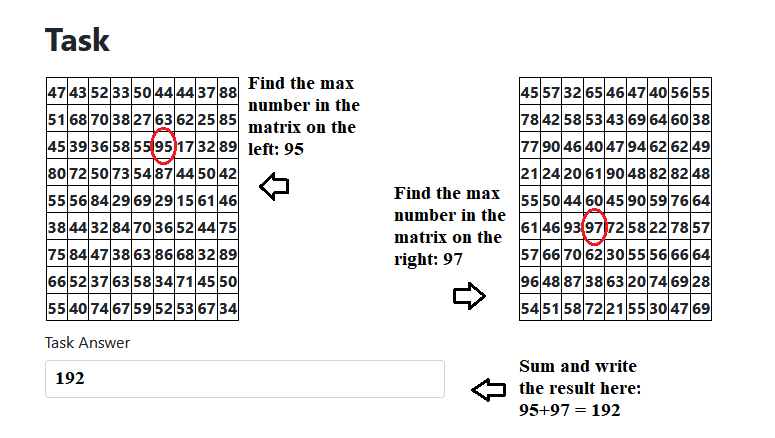 Task
47 43 52 33 50 44 44 37 88
51 68 70 38 27 63 62 25 85
45 39 36 58 55 95 17 32 89
80 72 50 73 54 87 44 50 42
55 56 84 29 69 29 15 61 46
38 44 32 84 70 36 52 44 75
75 84 47 38 63 86 68 32 89
66 52 37 63 58 34 71 45 50
55 40 74 67 59 52 53 67 34
Find the max
number in the
matrix on the
left: 95
Find the max
number in the
matrix on the
right: 97
45 57 32 65 46 47 40 56 55
78 42 58 53 43 69 64 60 38
77 90 46 40 47 94 62 62 49
21 24 20 61 90 48 82 82 48
55 50 44 60 45 90 59 76 64
61 46 93 97 72 58 22 78 57
57 66 70 62 30 55 56 66 64
96 48 87 38 63 20 74 69 28
54 51 58 72 21 55 30 47 69
Task Answer
192
Sum and write
the result here:
95+97 = 192